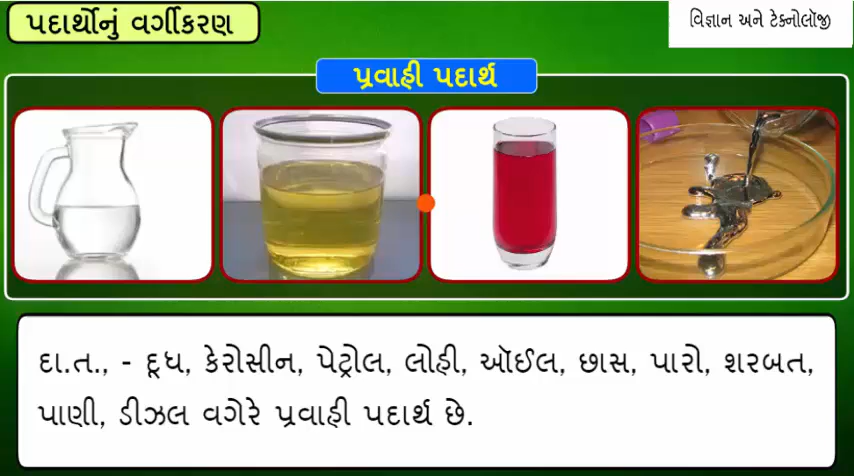 પદાર્થોનું વર્ગીકરણ
વિજ્ઞાન અને ટેક્નોલૉજી
પ્રવાહી પદાર્થ
દા.ત., - દૂધ, કેરોસીન, પેટ્રોલ, લોહી, ઑઈલ, છાસ, પારો, શરબત,
પાણી, ડીઝલ વગેરે પ્રવાહી પદાર્થ છે.